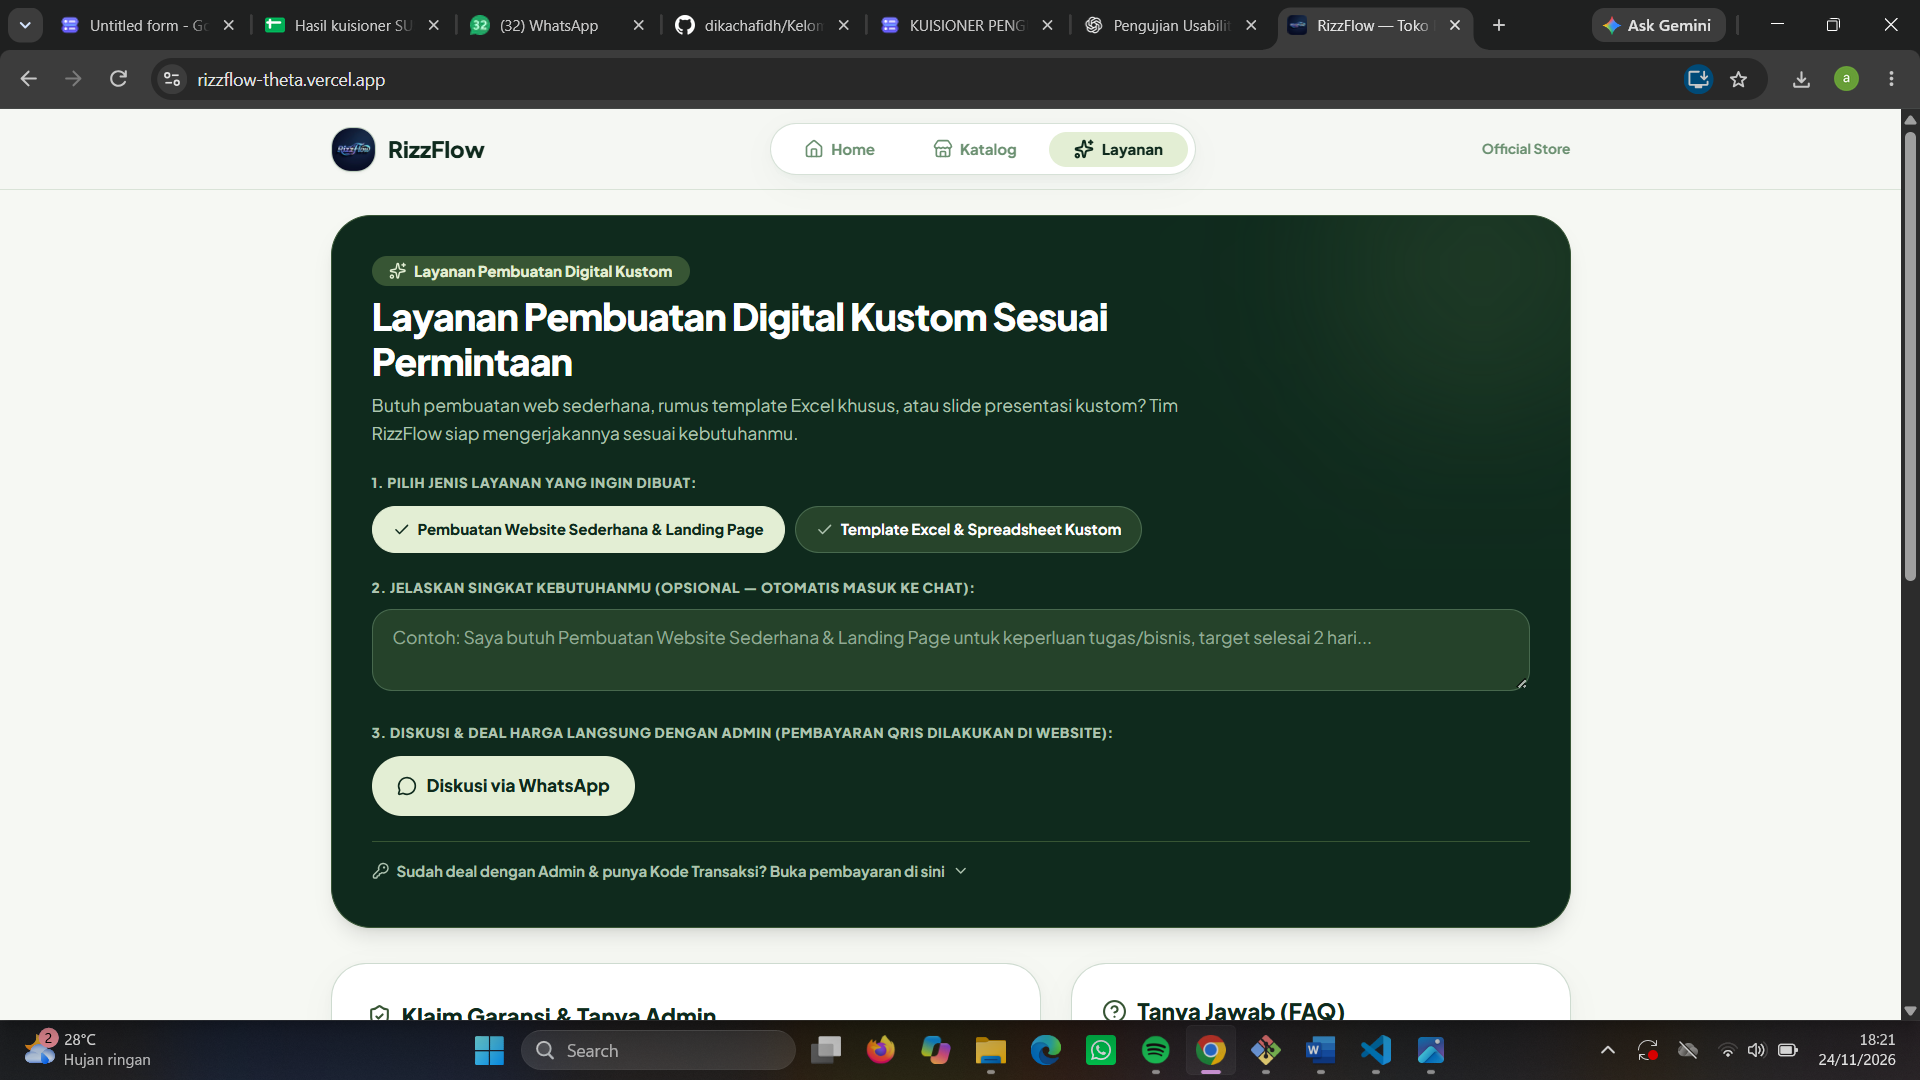 Untitled form - Go
Hasil kuisioner SU
(32) WhatsApp
dikachafidh/Kelon
KUISIONER PENG
Pengujian Usabilit
RizzFlow — Toko
Ask Gemini
rizzflow-theta.vercel.app
a
RizzFlow
Home
Katalog
Layanan
Official Store
Layanan Pembuatan Digital Kustom
Layanan Pembuatan Digital Kustom Sesuai
Permintaan
Butuh pembuatan web sederhana, rumus template Excel khusus, atau slide presentasi kustom? Tim
RizzFlow siap mengerjakannya sesuai kebutuhanmu.
1. PILIH JENIS LAYANAN YANG INGIN DIBUAT:
Pembuatan Website Sederhana & Landing Page
Template Excel & Spreadsheet Kustom
2. JELASKAN SINGKAT KEBUTUHANMU (OPSIONAL — OTOMATIS MASUK KE CHAT):
Contoh: Saya butuh Pembuatan Website Sederhana & Landing Page untuk keperluan tugas/bisnis, target selesai 2 hari...
3. DISKUSI & DEAL HARGA LANGSUNG DENGAN ADMIN (PEMBAYARAN QRIS DILAKUKAN DI WEBSITE):
Diskusi via WhatsApp
Sudah deal dengan Admin & punya Kode Transaksi? Buka pembayaran di sini
Klaim Garansi & Tanya Admin
Tanya Jawab (FAQ)
2
28°C
Hujan ringan
Search
18:21
24/11/2026